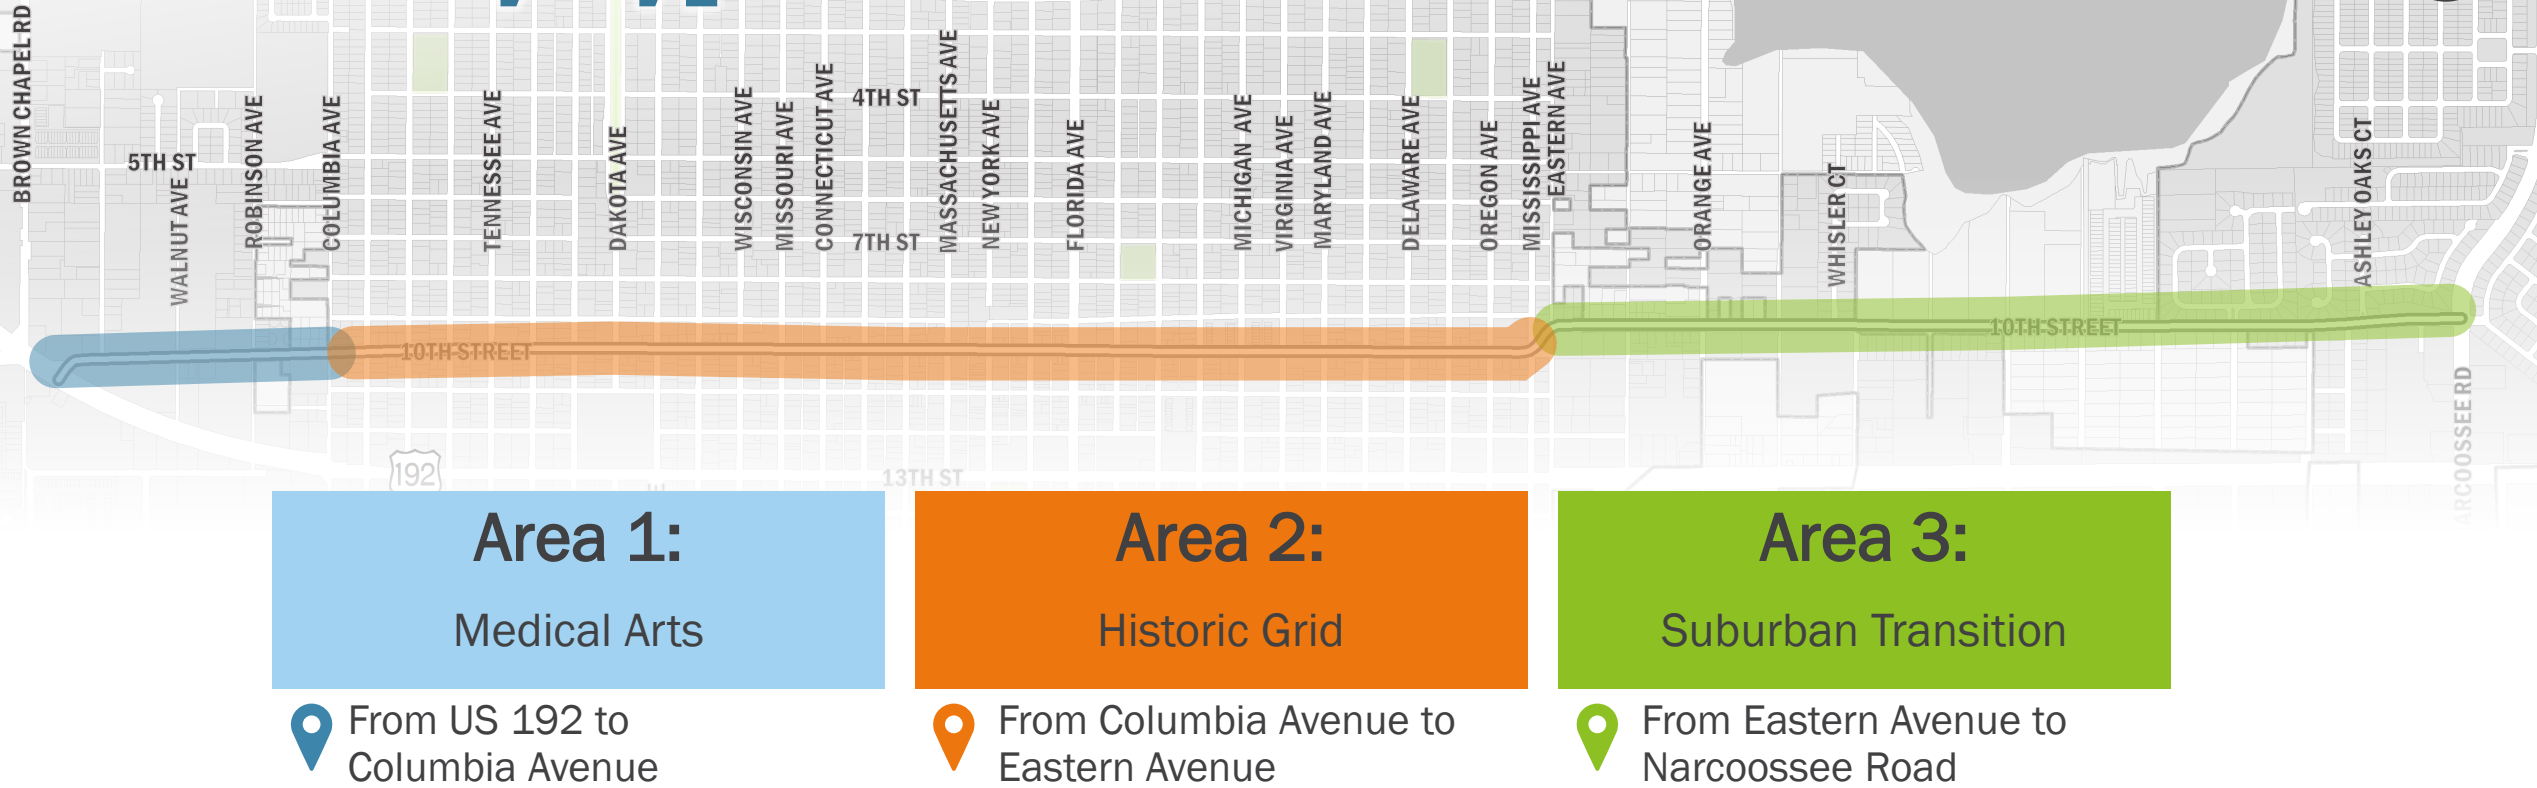 BROWN CHAPEL RD
5TH ST
WALNUT AVE
ROBINSON AVE
COLUMBIA AVE
TENNESSEE AVE
DAKOTA AVE
WISCONSIN AVE
MISSOURI AVE
CONNECTICUT AVE
4TH ST
7TH ST
MASSACHUSETTS AVE
NEW YORK AVE
FLORIDA AVE
MICHIGAN AVE
VIRGINIA AVE
MARYLAND AVE
DELAWARE AVE
OREGON AVE
MISSISSIPPI AVE
EASTERN AVE
ORANGE AVE
WHISLER CT
ASHLEY OAKS CT
10TH STREET
10TH STREET
192
13TH ST
ARCOOSSEE RD
Area 1:
Medical Arts
From US 192 to
Columbia Avenue
Area 2:
Historic Grid
From Columbia Avenue to
Eastern Avenue
Area 3:
Suburban Transition
From Eastern Avenue to
Narcoossee Road